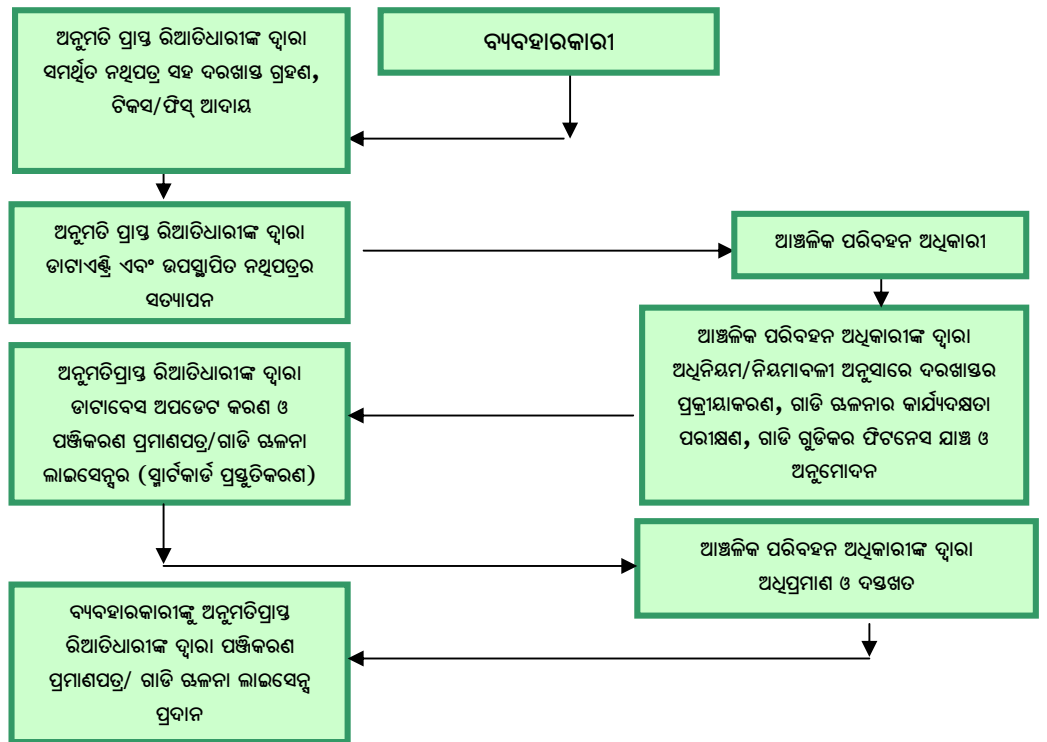 ବ୍ୟବହାରକାରୀ
ଅନୁମତି ପ୍ରାପ୍ତ ରିଆତିଧାରୀଙ୍କ ଦ୍ୱାରା
ସମର୍ଥିତ ନଥିପତ୍ର ସହ ଦରଖାସ୍ତ ଗ୍ରହଣ,
ଟିକସ/ଫିସ୍ ଆଦାୟ
ଅନୁମତି ପ୍ରାପ୍ତ ରିଆତିଧାରୀଙ୍କ ଦ୍ୱାରା
ଡାଟାଏଣ୍ଟ୍ରି ଏବଂ ଉପସ୍ଥାପିତ ନଥିପତ୍ରର
ସତ୍ୟାପନ
ଆଞ୍ଚଳିକ ପରିବହନ ଅଧିକାରୀ
ଆଞ୍ଚଳିକ ପରିବହନ ଅଧିକାରୀଙ୍କ ଦ୍ୱାରା
ଅଧିନିୟମ/ନିୟମାବଳୀ ଅନୁସାରେ ଦରଖାସ୍ତର
ପ୍ରକ୍ରୀୟାକରଣ, ଗାଡି ଋଳନାର କାର୍ଯ୍ୟଦକ୍ଷତା
ପରୀକ୍ଷଣ, ଗାଡି ଗୁଡିକର ଫିଟନେସ ଯାଞ୍ଚ ଓ
ଅନୁମୋଦନ
ଅନୁମତିପ୍ରାପ୍ତ ରିଆତିଧାରୀଙ୍କ ଦ୍ୱାରା
ଡାଟାବେସ ଅପଡେଟ କରଣ ଓ
ପଞ୍ଜିକରଣ ପ୍ରମାଣପତ୍ର/ଗାଡି ଋଳନା
ଲାଇସେନ୍ସର (ସ୍ମାର୍ଟକାର୍ଡ ପ୍ରସ୍ତୁତିକରଣ)
ଆଞ୍ଚଳିକ ପରିବହନ ଅଧିକାରୀଙ୍କ ଦ୍ୱାରା
ଅଧିପ୍ରମାଣ ଓ ଦସ୍ତଖତ
ବ୍ୟବହାରକାରୀଙ୍କୁ ଅନୁମତିପ୍ରାପ୍ତ
ରିଆତିଧାରୀଙ୍କ ଦ୍ୱାରା ପଞ୍ଜିକରଣ
ପ୍ରମାଣପତ୍ର/ ଗାଡି ଋଳନା ଲାଇସେନ୍ସ
ପ୍ରଦାନ